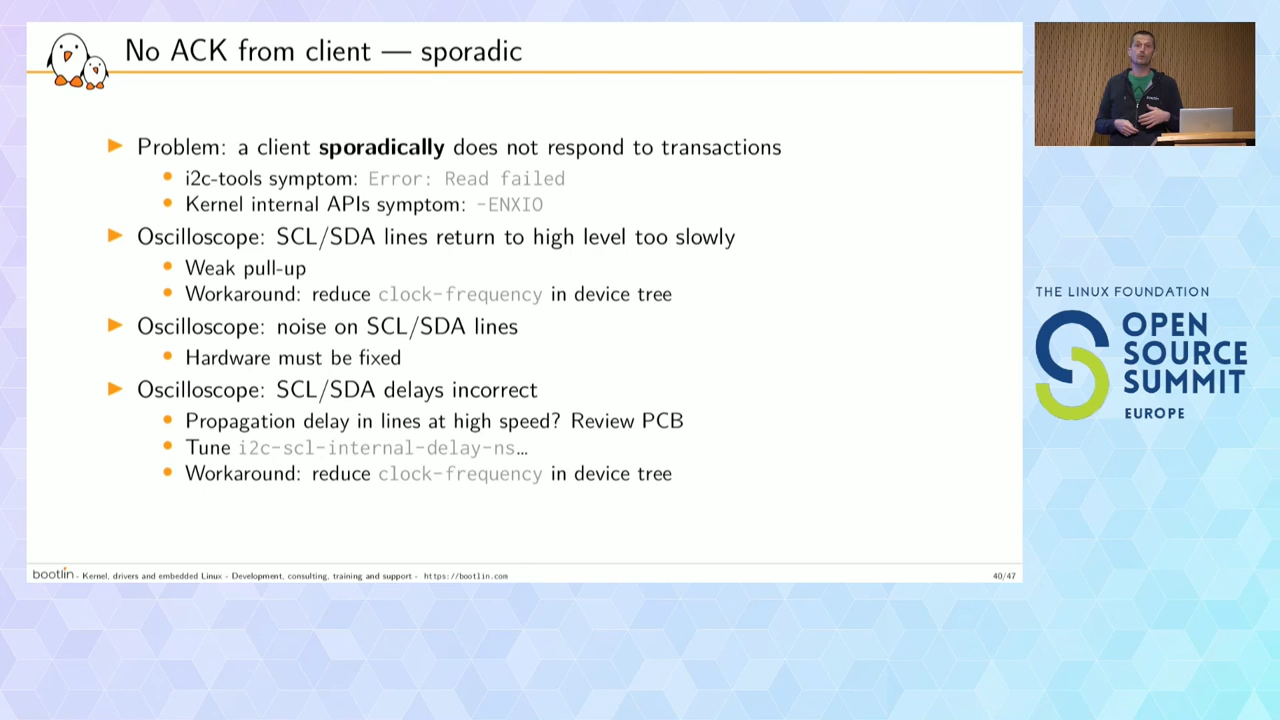 No ACK from client — sporadic
Problem: a client sporadically does not respond to transactions
i2c-tools symptom: Error: Read failed
Kernel internal APIs symptom: -ENXIO
Oscilloscope: SCL/SDA lines return to high level too slowly
Weak pull-up
Workaround: reduce clock-frequency in device tree
Oscilloscope: noise on SCL/SDA lines
Hardware must be fixed
Oscilloscope: SCL/SDA delays incorrect
Propagation delay in lines at high speed? Review PCB
Tune i2c-scl-internal-delay-ns…
Workaround: reduce clock-frequency in device tree
bootlin - Kernel, drivers and embedded Linux - Development, consulting, training and support - https://bootlin.com
40/47
THE LINUX FOUNDATION
OPEN
SOURCE
SUMMIT
EUROPE